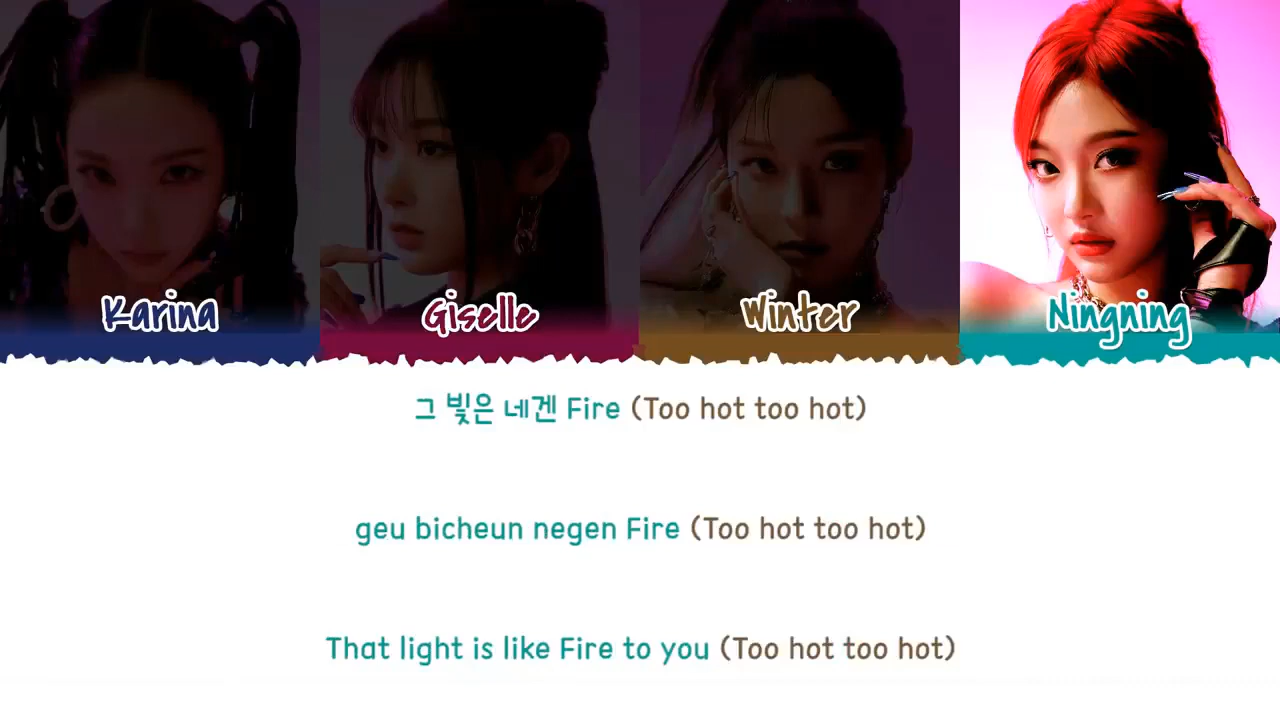 Karina Giselle Winter Ningning
그 빛은 네겐 Fire (Too hot too hot)
geu bicheun negen Fire (Too hot too hot)
That light is like Fire to you (Too hot too hot)